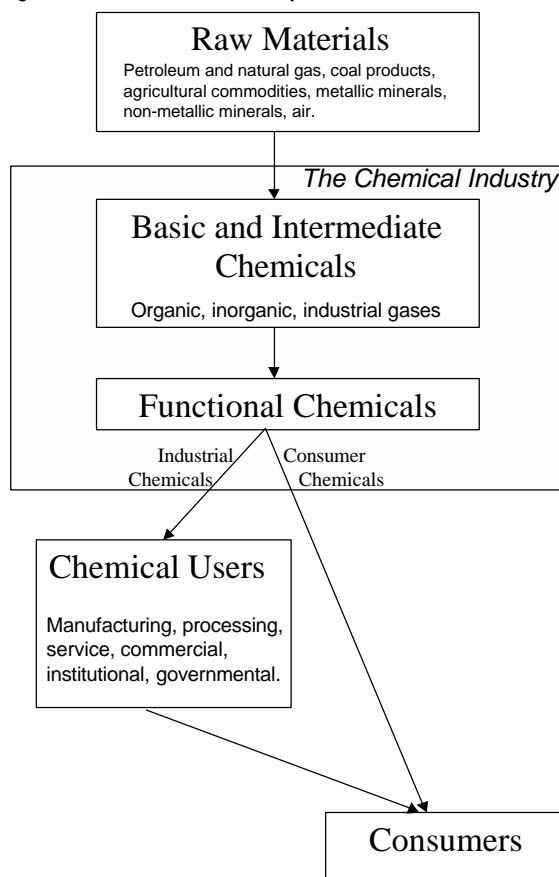 Raw Materials
Petroleum and natural gas, coal products,
agricultural commodities, metallic minerals,
non-metallic minerals, air.
The Chemical Industry
Basic and Intermediate
Chemicals
Organic, inorganic, industrial gases
Functional Chemicals
Industrial
Chemicals
Consumer
Chemicals
Chemical Users
Manufacturing, processing,
service, commercial,
institutional, governmental.
Consumers